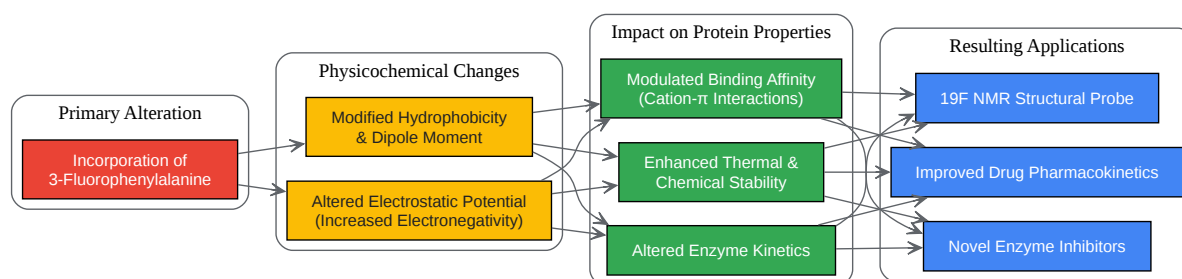 Primary Alteration
Incorporation of
3-Fluorophenylalanine
Physicochemical Changes
Modified Hydrophobicity
& Dipole Moment
Altered Electrostatic Potential
(Increased Electronegativity)
Impact on Protein Properties
Modulated Binding Affinity
(Cation-π Interactions)
Enhanced Thermal &
Chemical Stability
Altered Enzyme Kinetics
Resulting Applications
19F NMR Structural Probe
Improved Drug Pharmacokinetics
Novel Enzyme Inhibitors